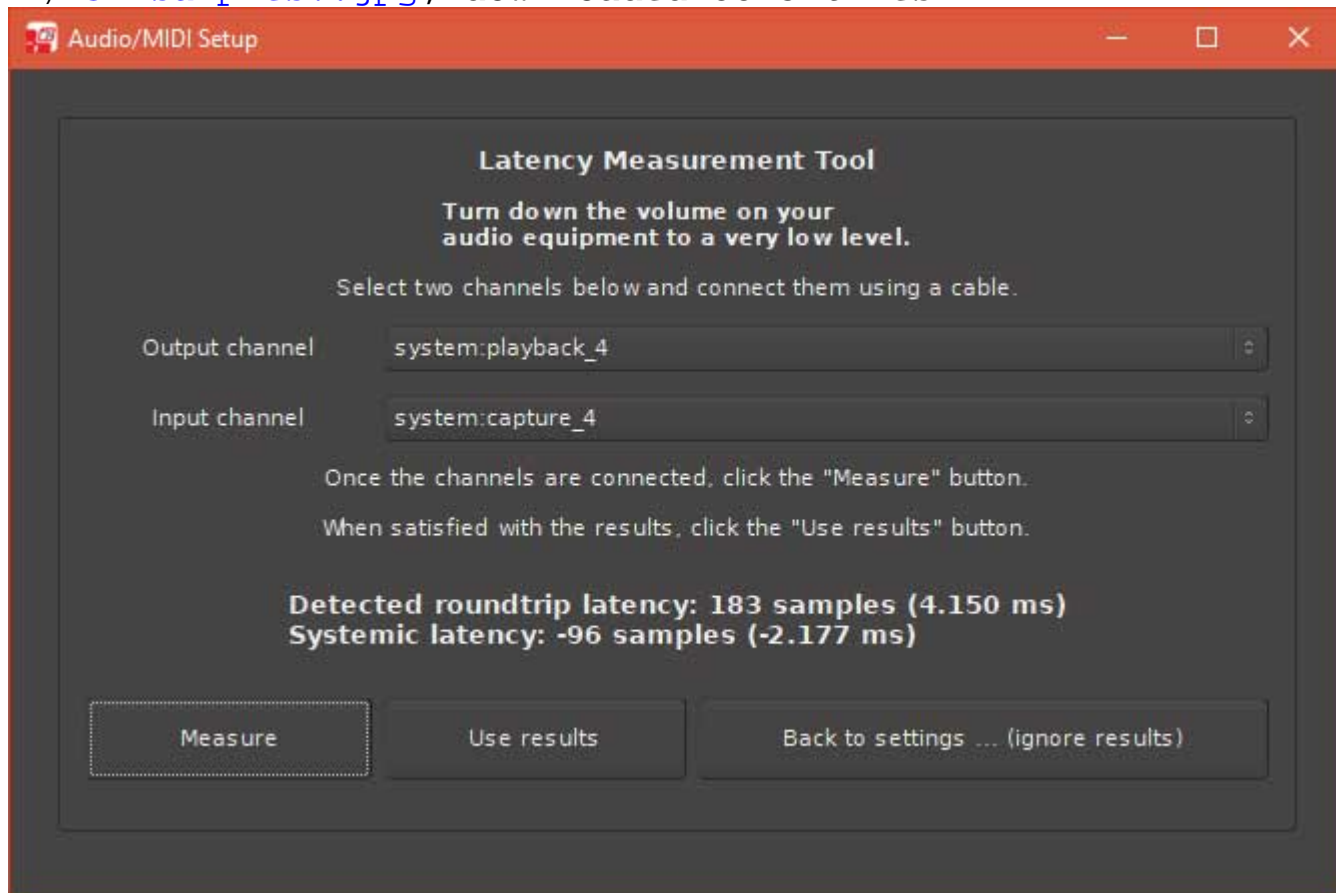 Audio/MIDI Setup
Latency Measurement Tool
Turn down the volume on your
audio equipment to a very low level.
Select two channels below and connect them using a cable.
Output channel system:playback_4
Input channel system:capture_4
Once the channels are connected, click the "Measure" button.
When satisfied with the results, click the "Use results" button.
Detected roundtrip latency: 183 samples (4.150 ms)
Systemic latency: -96 samples (-2.177 ms)
Measure Use results Back to settings ... (ignore results)